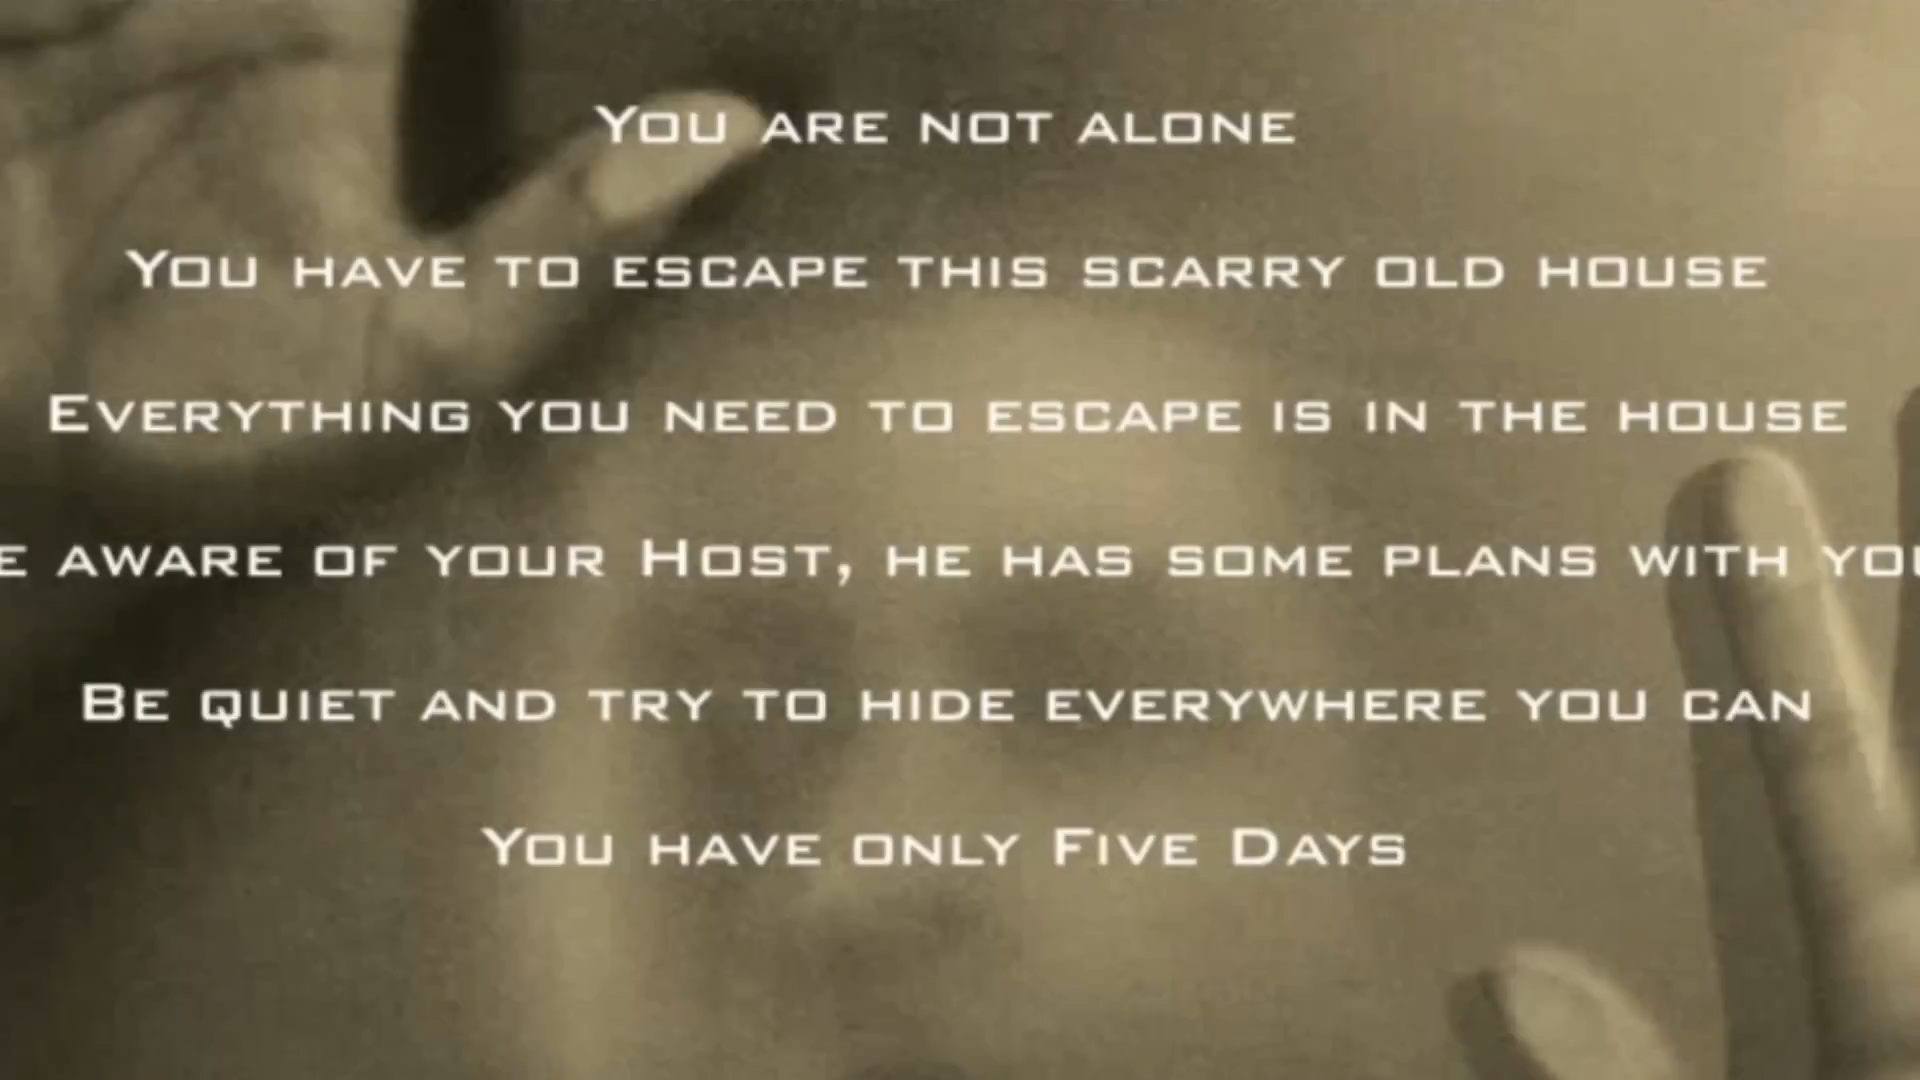 You are not alone
You have to escape this scarry old house
Everything you need to escape is in the house
e aware of your Host, he has some plans with you
Be quiet and try to hide everywhere you can
You have only Five Days